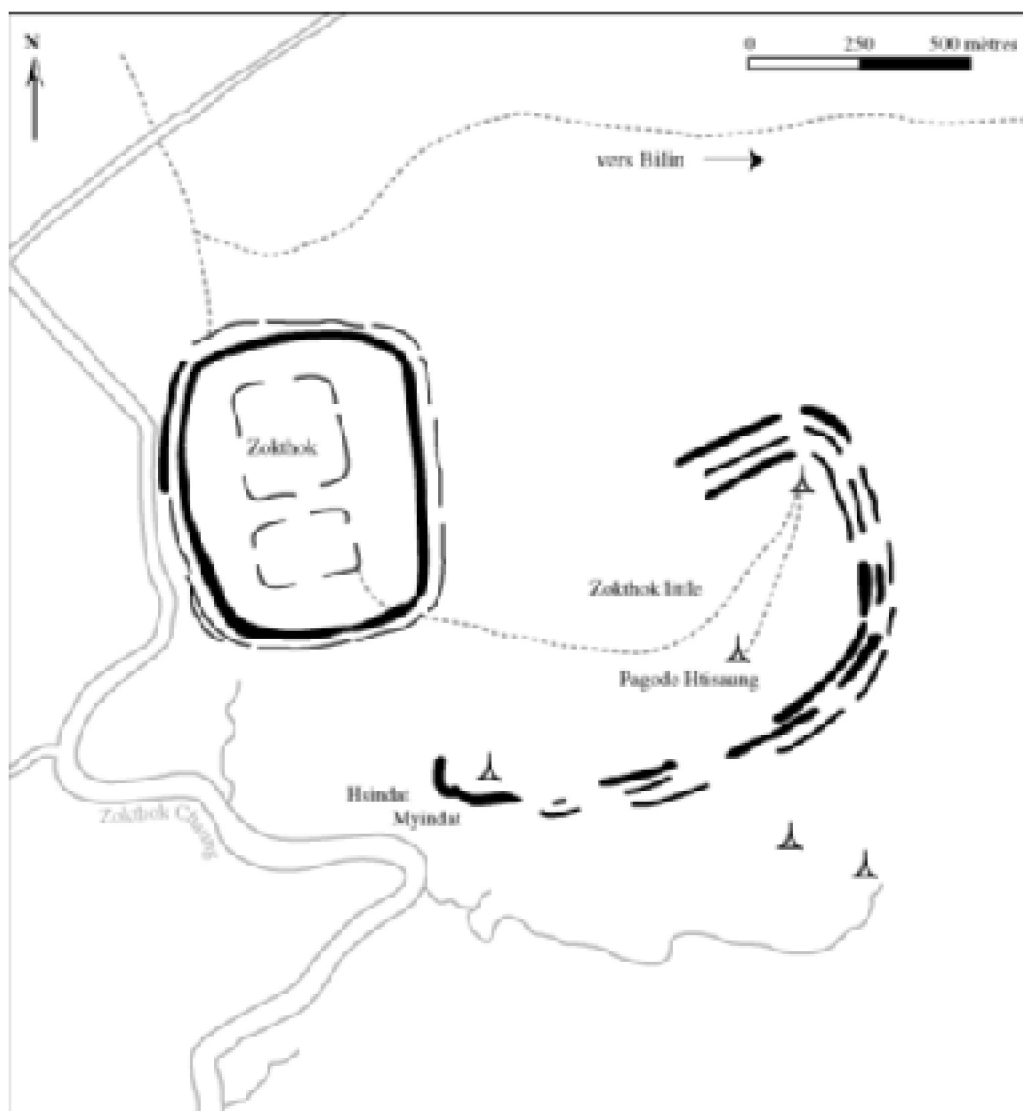 N
0 250 500 mètres
vers Bilin
Zokthok
Zokthok little
Pagode Htisaung
Hsindat
Myindat
Zokthok Chaung